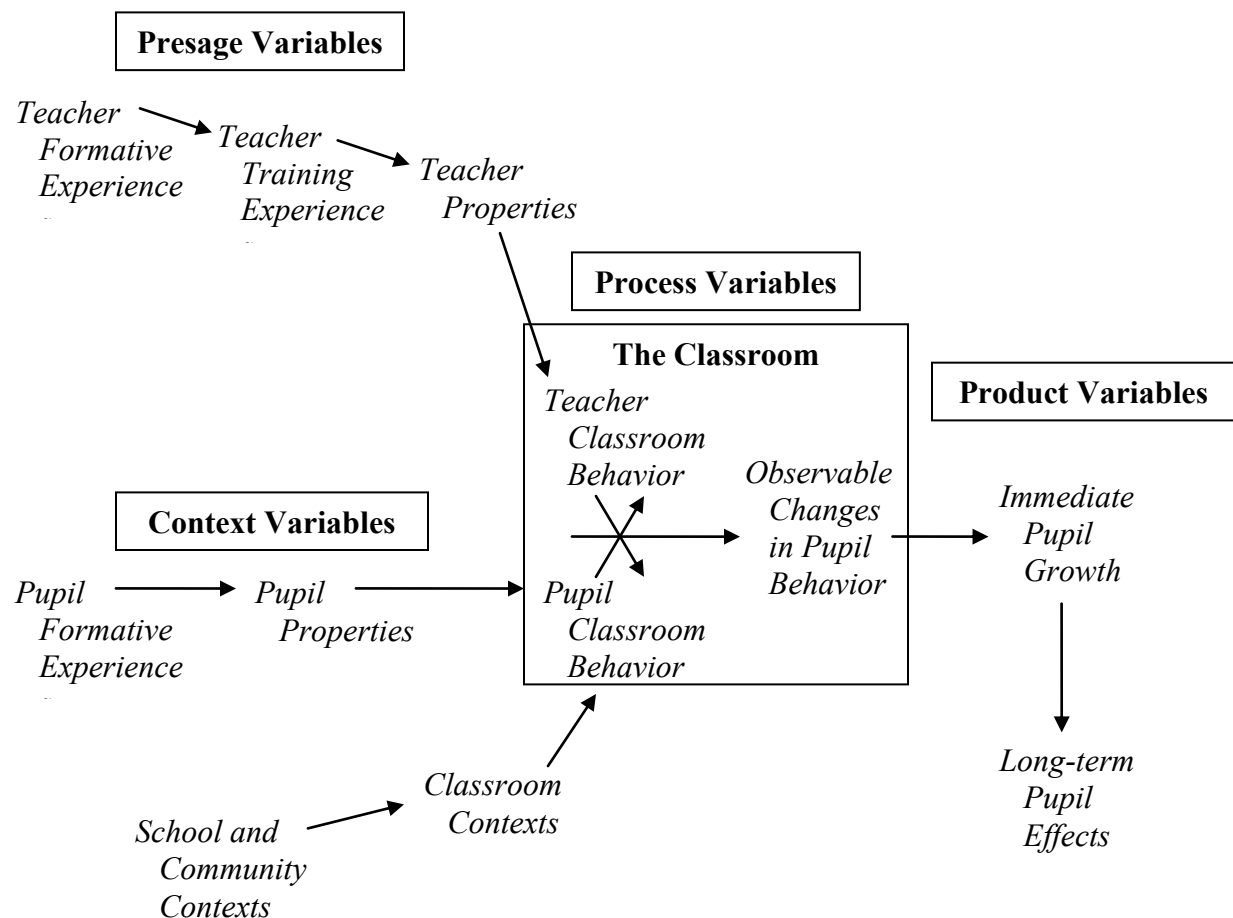 Presage Variables
Teacher
Formative
Experience
Teacher
Training
Experience
Teacher
Properties
Process Variables
The Classroom
Teacher
Classroom
Behavior
Product Variables
Observable
Changes
in Pupil
Behavior
Immediate
Pupil
Growth
Context Variables
Pupil
Formative
Experience
Pupil
Properties
Pupil
Classroom
Behavior
Classroom
Contexts
School and
Community
Contexts
Long-term
Pupil
Effects